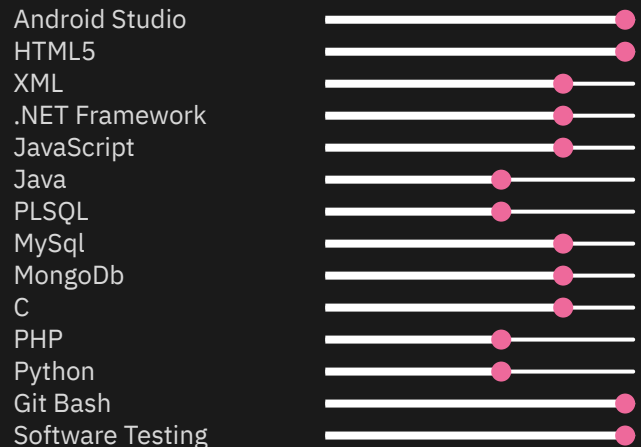 Android Studio
HTML5
XML
.NET Framework
JavaScript
Java
PLSQL
MySql
MongoDb
C
PHP
Python
Git Bash
Software Testing